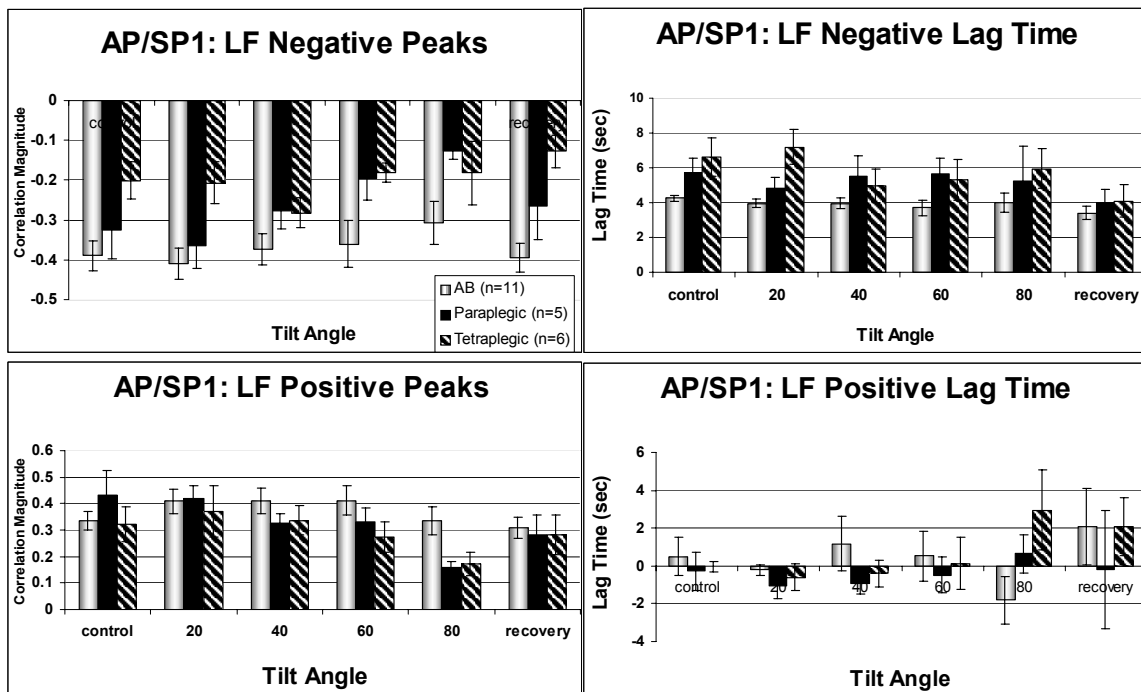 AP/SP1: LF Negative Peaks
0
-0.1
-0.2
-0.3
-0.4
-0.5
Correlation Magnitude
control
recovery
AB (n=11)
Paraplegic (n=5)
Tetraplegic (n=6)
Tilt Angle
AP/SP1: LF Negative Lag Time
10
8
6
4
2
0
Lag Time (sec)
control 20 40 60 80 recovery
Tilt Angle
AP/SP1: LF Positive Peaks
0.6
0.5
0.4
0.3
0.2
0.1
0
Correlation Magnitude
control 20 40 60 80 recovery
Tilt Angle
AP/SP1: LF Positive Lag Time
6
4
2
0
-2
-4
Lag Time (sec)
control 20 40 60 80 recovery
Tilt Angle